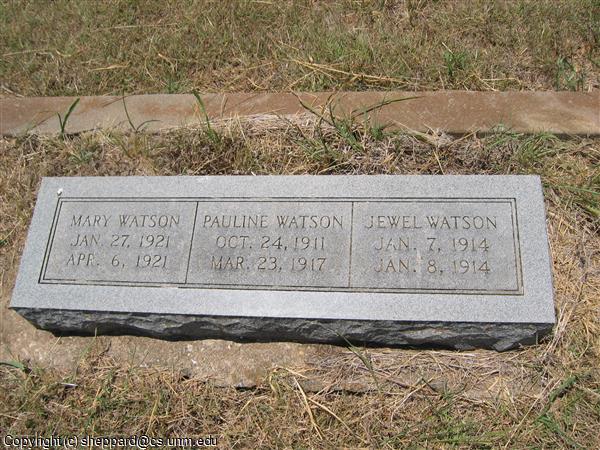 MARY WATSON
JAN. 27, 1921
APR. 6, 1921
PAULINE WATSON
OCT. 24, 1911
MAR. 23, 1917
JEWEL WATSON
JAN. 7, 1914
JAN. 8, 1914
Copyright (c) sheppard@cs.unm.edu